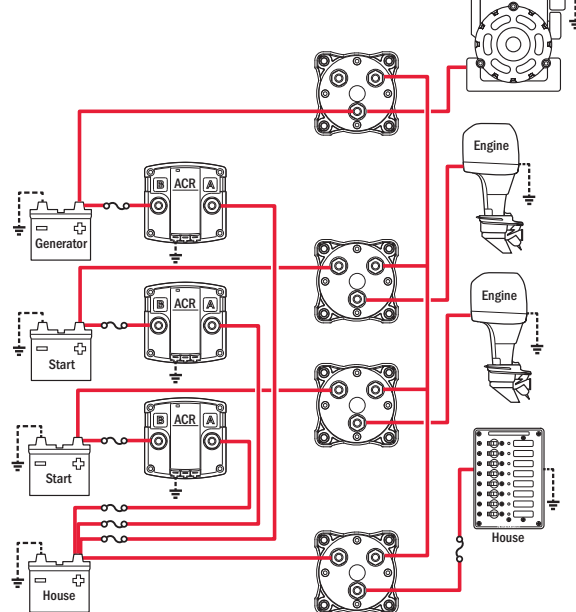 Engine
B ACR A
Generator
Engine
B ACR A
Start
B ACR A
Start
House
House